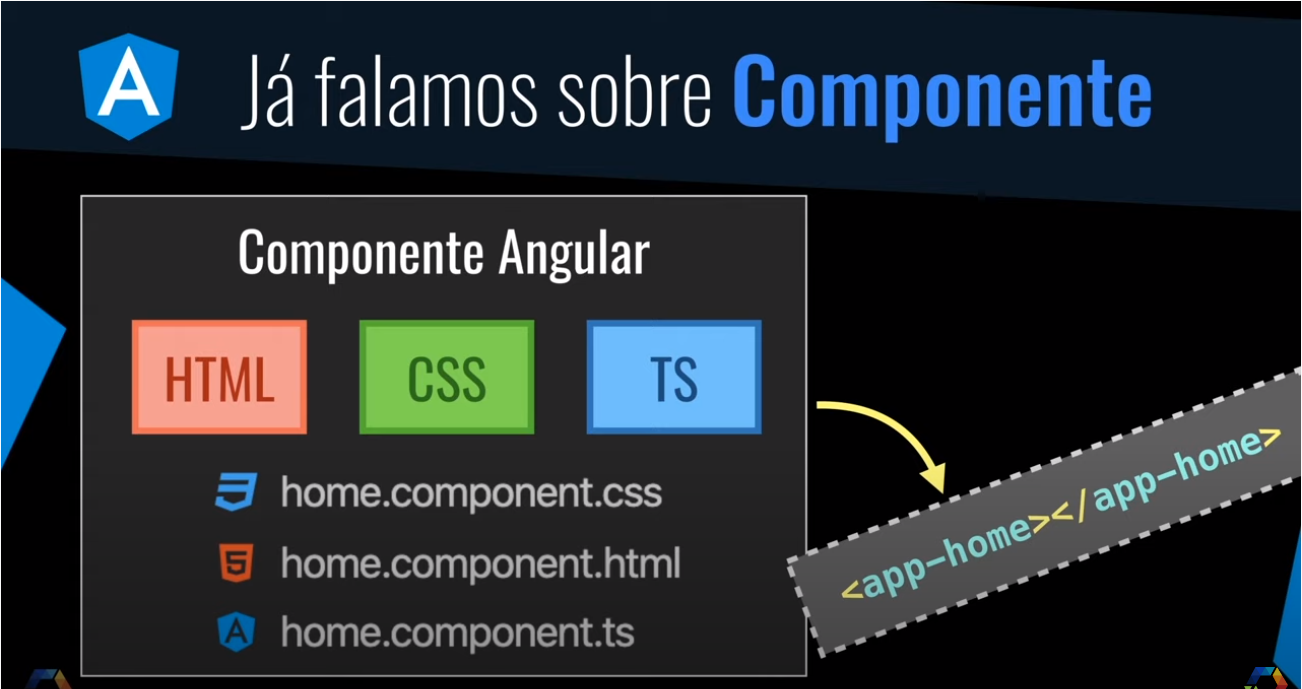 Já falamos sobre Componente
Componente Angular
HTML CSS TS
home.component.css
home.component.html
home.component.ts
<app-home></app-home>